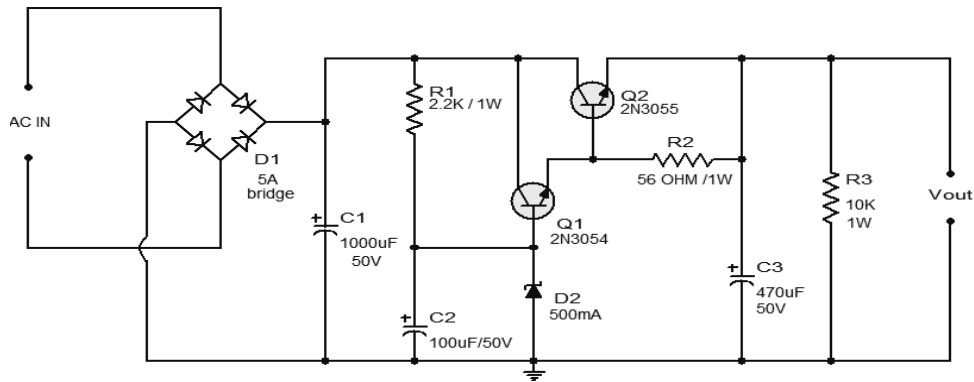 AC IN
D1
5A
bridge
C1
1000uF
50V
R1
2.2K / 1W
C2
100uF/50V
Q1
2N3054
D2
500mA
Q2
2N3055
R2
56 OHM /1W
C3
470uF
50V
R3
10K
1W
Vout